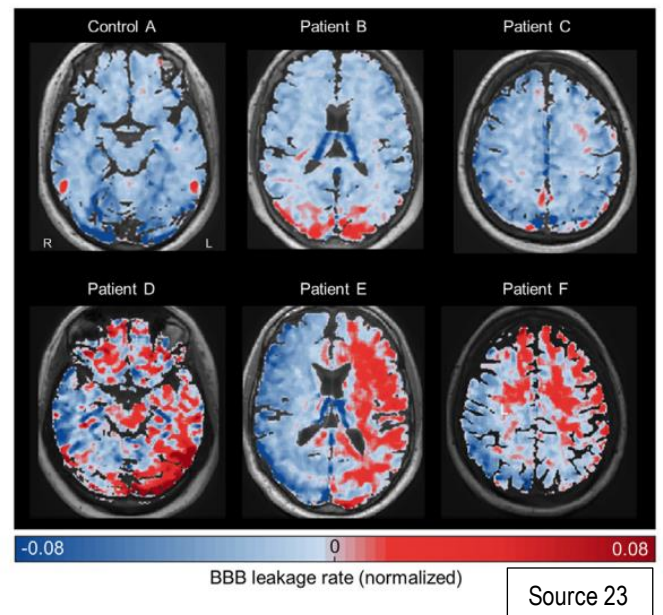 Control A
Patient B
Patient C
R
L
Patient D
Patient E
Patient F
-0.08
0
0.08
BBB leakage rate (normalized)
Source 23